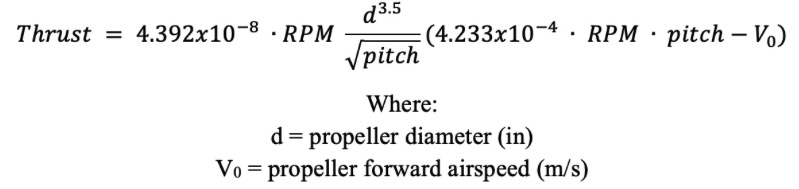 Thrust = 4.392x10⁻⁸ · RPM d³·⁵/√pitch (4.233x10⁻⁴ · RPM · pitch – V₀)
Where:
d = propeller diameter (in)
V₀ = propeller forward airspeed (m/s)